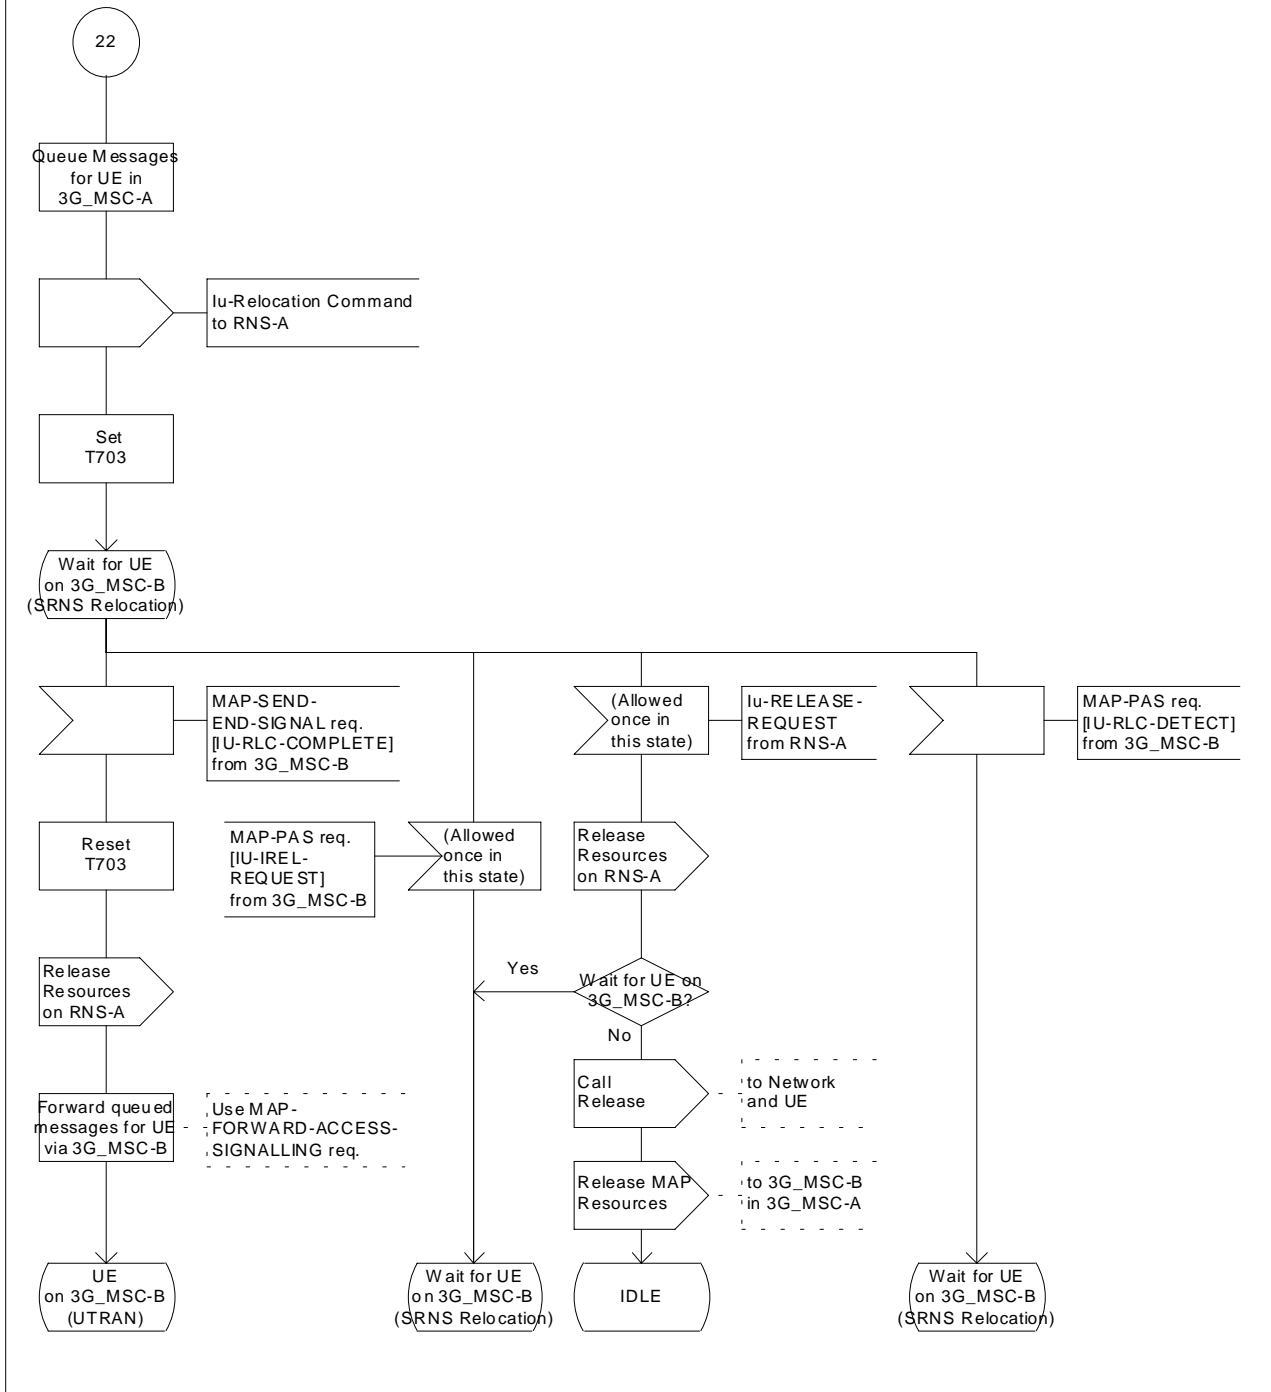 22
Queue Messages
for UE in
3G_MSC-A
Iu-Relocation Command
to RNS-A
Set
T703
Wait for UE
on 3G_MSC-B
(SRNS Relocation)
MAP-SEND-
END-SIGNAL req.
[IU-RLC-COMPLETE]
from 3G_MSC-B
(Allowed
once in
this state)
Iu-RELEASE-
REQUEST
from RNS-A
MAP-PAS req.
[IU-RLC-DETECT]
from 3G_MSC-B
Reset
T703
MAP-PAS req.
[IU-IREL-
REQUEST]
from 3G_MSC-B
(Allowed
once in
this state)
Release
Resources
on RNS-A
Release
Resources
on RNS-A
Yes
Wait for UE on
3G_MSC-B?
No
Call
Release
to Network
and UE
Forward queued
messages for UE
via 3G_MSC-B
Use MAP-
FORWARD-ACCESS-
SIGNALLING req.
Release MAP
Resources
to 3G_MSC-B
in 3G_MSC-A
UE
on 3G_MSC-B
(UTRAN)
Wait for UE
on 3G_MSC-B
(SRNS Relocation)
IDLE
Wait for UE
on 3G_MSC-B
(SRNS Relocation)